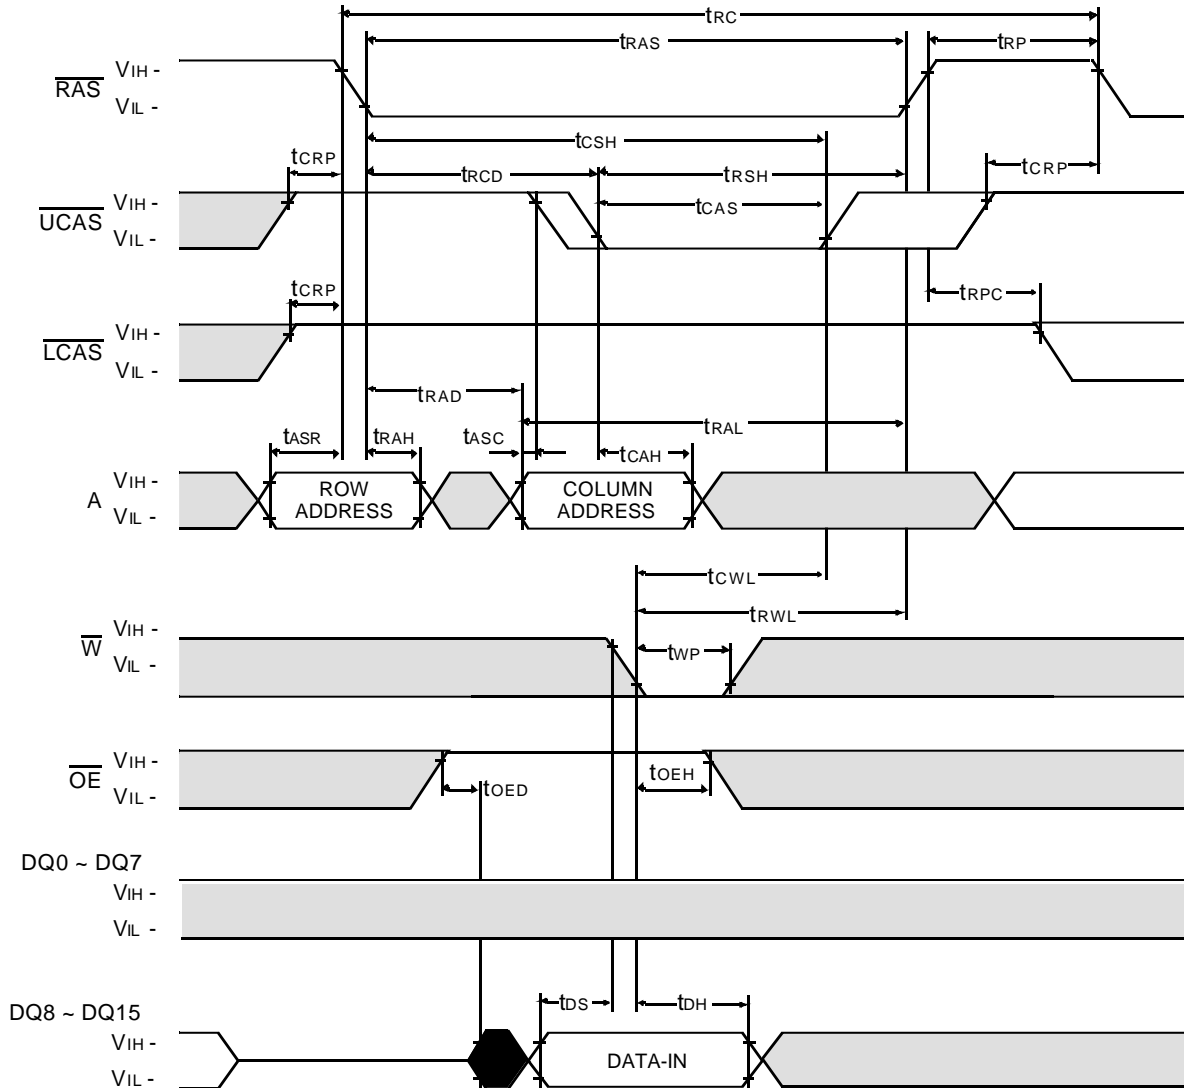 tRC
tRAS
tRP
RAS
VIH -
VIL -
tCSH
tCRP
tRCD
tRSH
tCRP
UCAS
VIH -
VIL -
tCAS
tCRP
tRPC
LCAS
VIH -
VIL -
tRAD
tRAL
tASR
tRAH
tASC
tCAH
A
VIH -
VIL -
ROW
ADDRESS
COLUMN
ADDRESS
tCWL
tRWL
W
VIH -
VIL -
tWP
OE
VIH -
VIL -
tOED
tOEH
DQ0 ~ DQ7
VIH -
VIL -
DQ8 ~ DQ15
VIH -
VIL -
tDS
tDH
DATA-IN